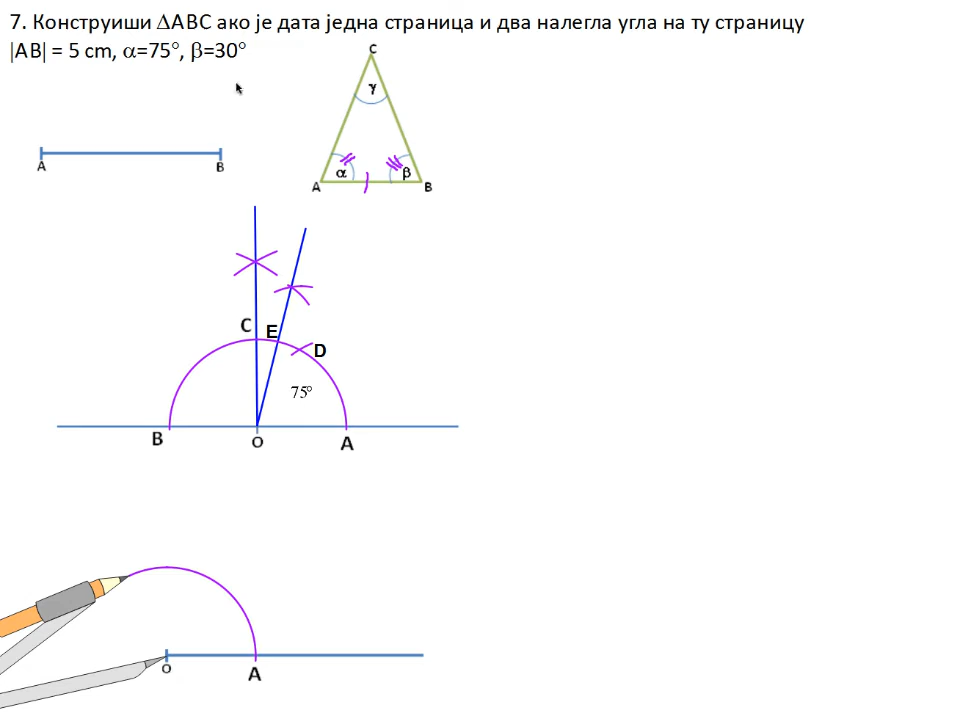 7. Конструиши ∆ABC ако је дата једна страница и два налегла угла на ту страницу
|AB| = 5 cm, α=75°, β=30°
C
γ
A B
α β
A B
C E
D
75°
B O A
O A